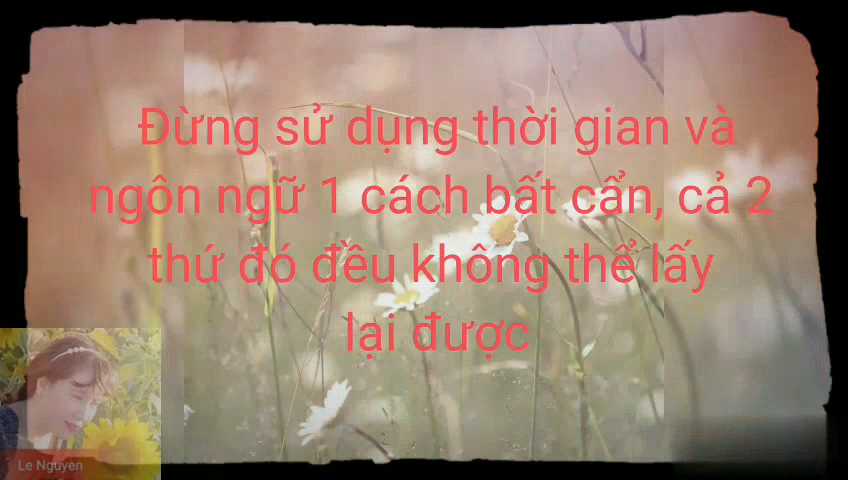 Đừng sử dụng thời gian và
ngôn ngữ 1 cách bất cẩn, cả 2
thứ đó đều không thể lấy
lại được
Le Nguyen